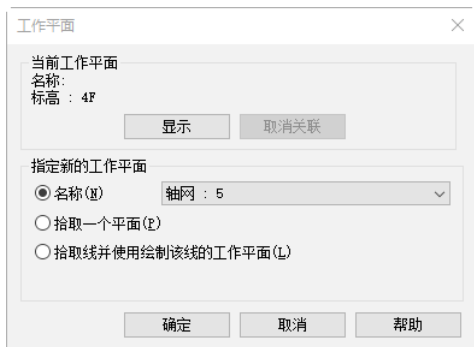 工作平面
当前工作平面
名称:
标高 : 4F
显示 取消关联
指定新的工作平面
名称(N) 轴网 : 5
拾取一个平面(P)
拾取线并使用绘制该线的工作平面(L)
确定 取消 帮助